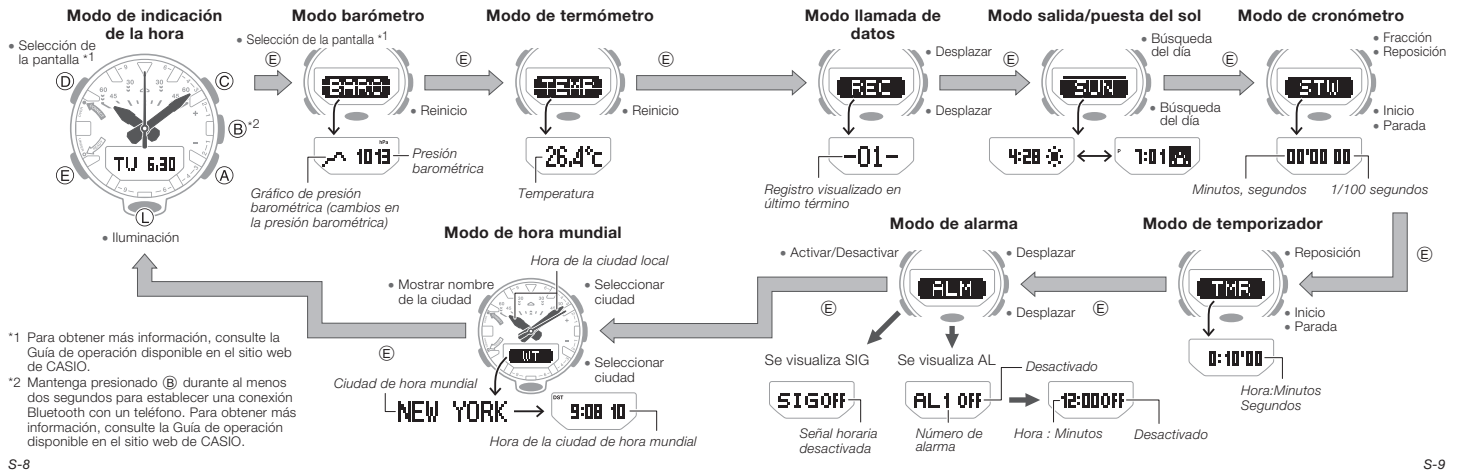 Modo de indicación
de la hora
• Selección de
la pantalla *1
D
C
B *2
E
A
L
TU 6.30
• Iluminación
E
Modo barómetro
• Selección de la pantalla *1
BARO
hPa
1013
Presión
barométrica
Gráfico de presión
barométrica (cambios en
la presión barométrica)
E
Modo de termómetro
TEMP
• Reinicio
26.4°C
Temperatura
E
• Reinicio
Modo llamada de
datos
• Desplazar
REC
• Desplazar
-01-
Registro visualizado en
último término
E
Modo salida/puesta del sol
• Búsqueda
del día
SUN
• Búsqueda
del día
4:28
P 7:01
E
Modo de cronómetro
• Fracción
• Reposición
STW
• Inicio
• Parada
00'00 00
Minutos, segundos
1/100 segundos
E
Modo de temporizador
• Reposición
TMR
• Inicio
• Parada
0:10'00
Hora:Minutos
Segundos
E
Modo de alarma
• Activar/Desactivar
• Desplazar
ALM
• Desplazar
E
Se visualiza SIG
SIGOFF
Señal horaria
desactivada
Se visualiza AL
Desactivado
AL1 OFF
Número de
alarma
12:00OFF
Hora : Minutos
Desactivado
Modo de hora mundial
Hora de la ciudad local
• Mostrar nombre
de la ciudad
• Seleccionar
ciudad
WT
• Seleccionar
ciudad
E
Ciudad de hora mundial
NEW YORK
DST
9:08 10
Hora de la ciudad de hora mundial
*1 Para obtener más información, consulte la
Guía de operación disponible en el sitio web
de CASIO.
*2 Mantenga presionado B durante al menos
dos segundos para establecer una conexión
Bluetooth con un teléfono. Para obtener más
información, consulte la Guía de operación
disponible en el sitio web de CASIO.
S-8
S-9